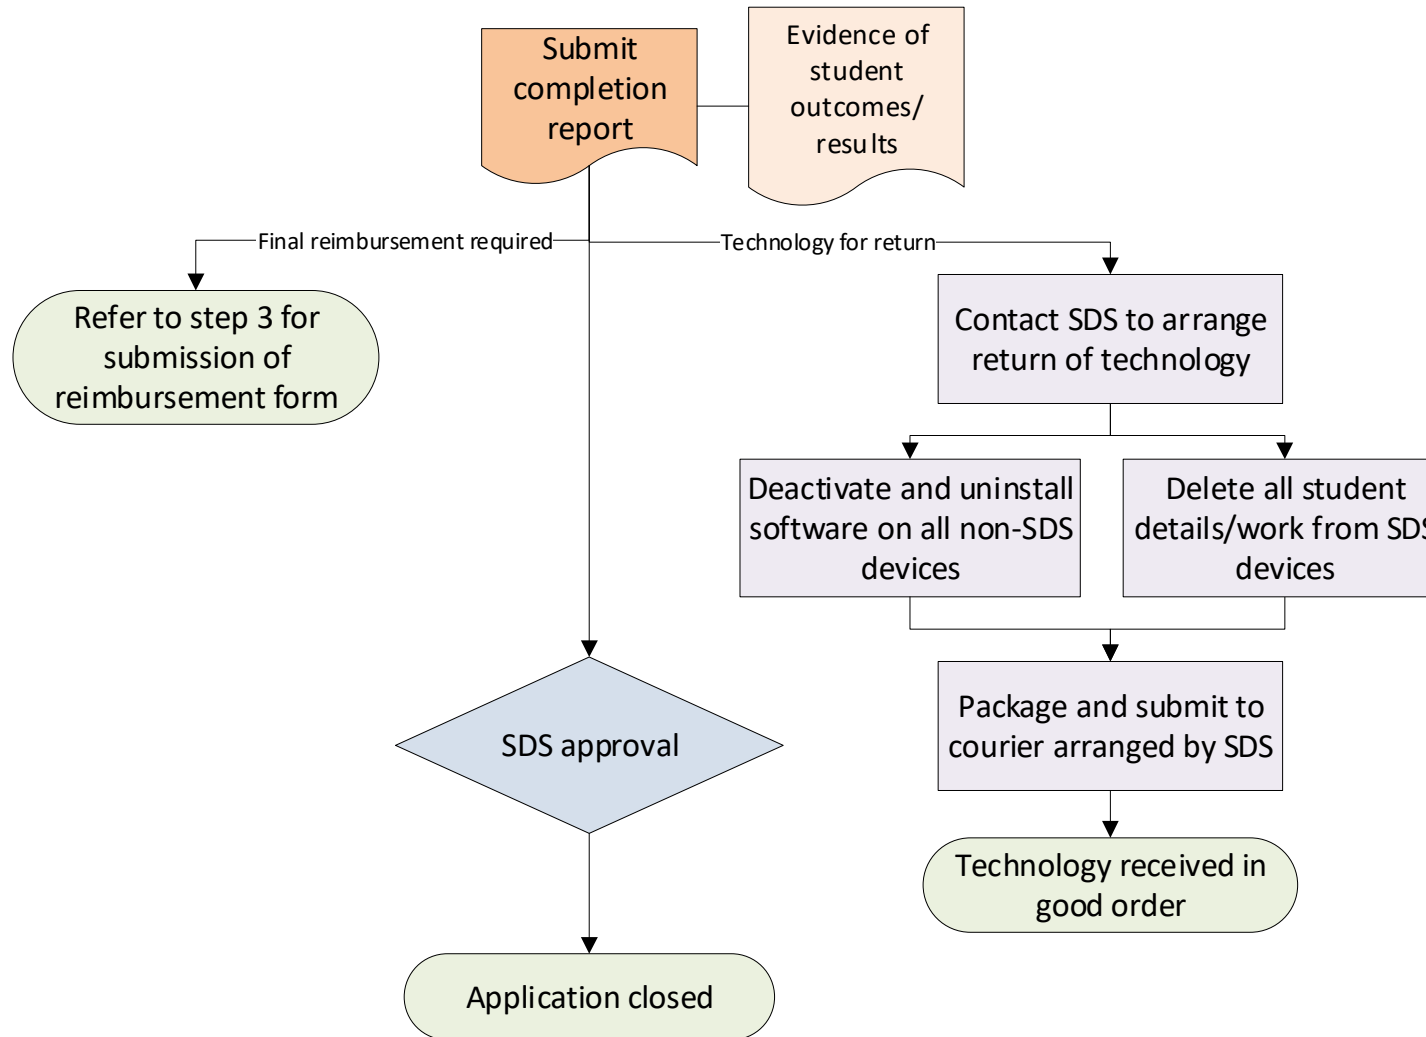 Submit
completion
report
Evidence of
student
outcomes/
results
Final reimbursement required
Technology for return
Refer to step 3 for
submission of
reimbursement form
Contact SDS to arrange
return of technology
Deactivate and uninstall
software on all non-SDS
devices
Delete all student
details/work from SDS
devices
Package and submit to
courier arranged by SDS
SDS approval
Technology received in
good order
Application closed